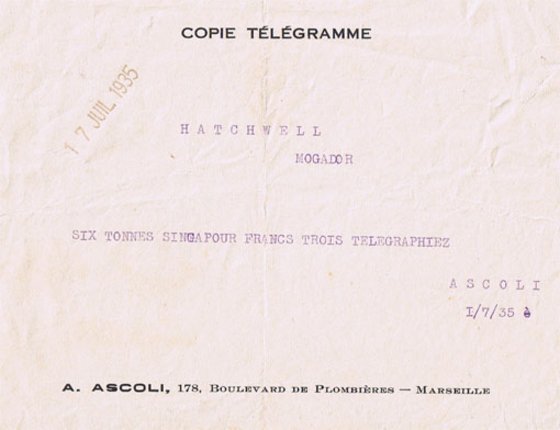 COPIE TÉLÉGRAMME
17 JUIL 1935
HATCHWELL
MOGADOR
SIX TONNES SINGAPOUR FRANCS TROIS TELEGRAPHIEZ
ASCOLI
1/7/35 è
A. ASCOLI, 178, BOULEVARD DE PLOMBIÈRES — MARSEILLE